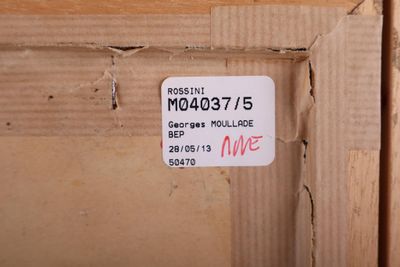 ROSSINI
M04037/5
Georges MOULLADE
BEP
28/05/13
50470